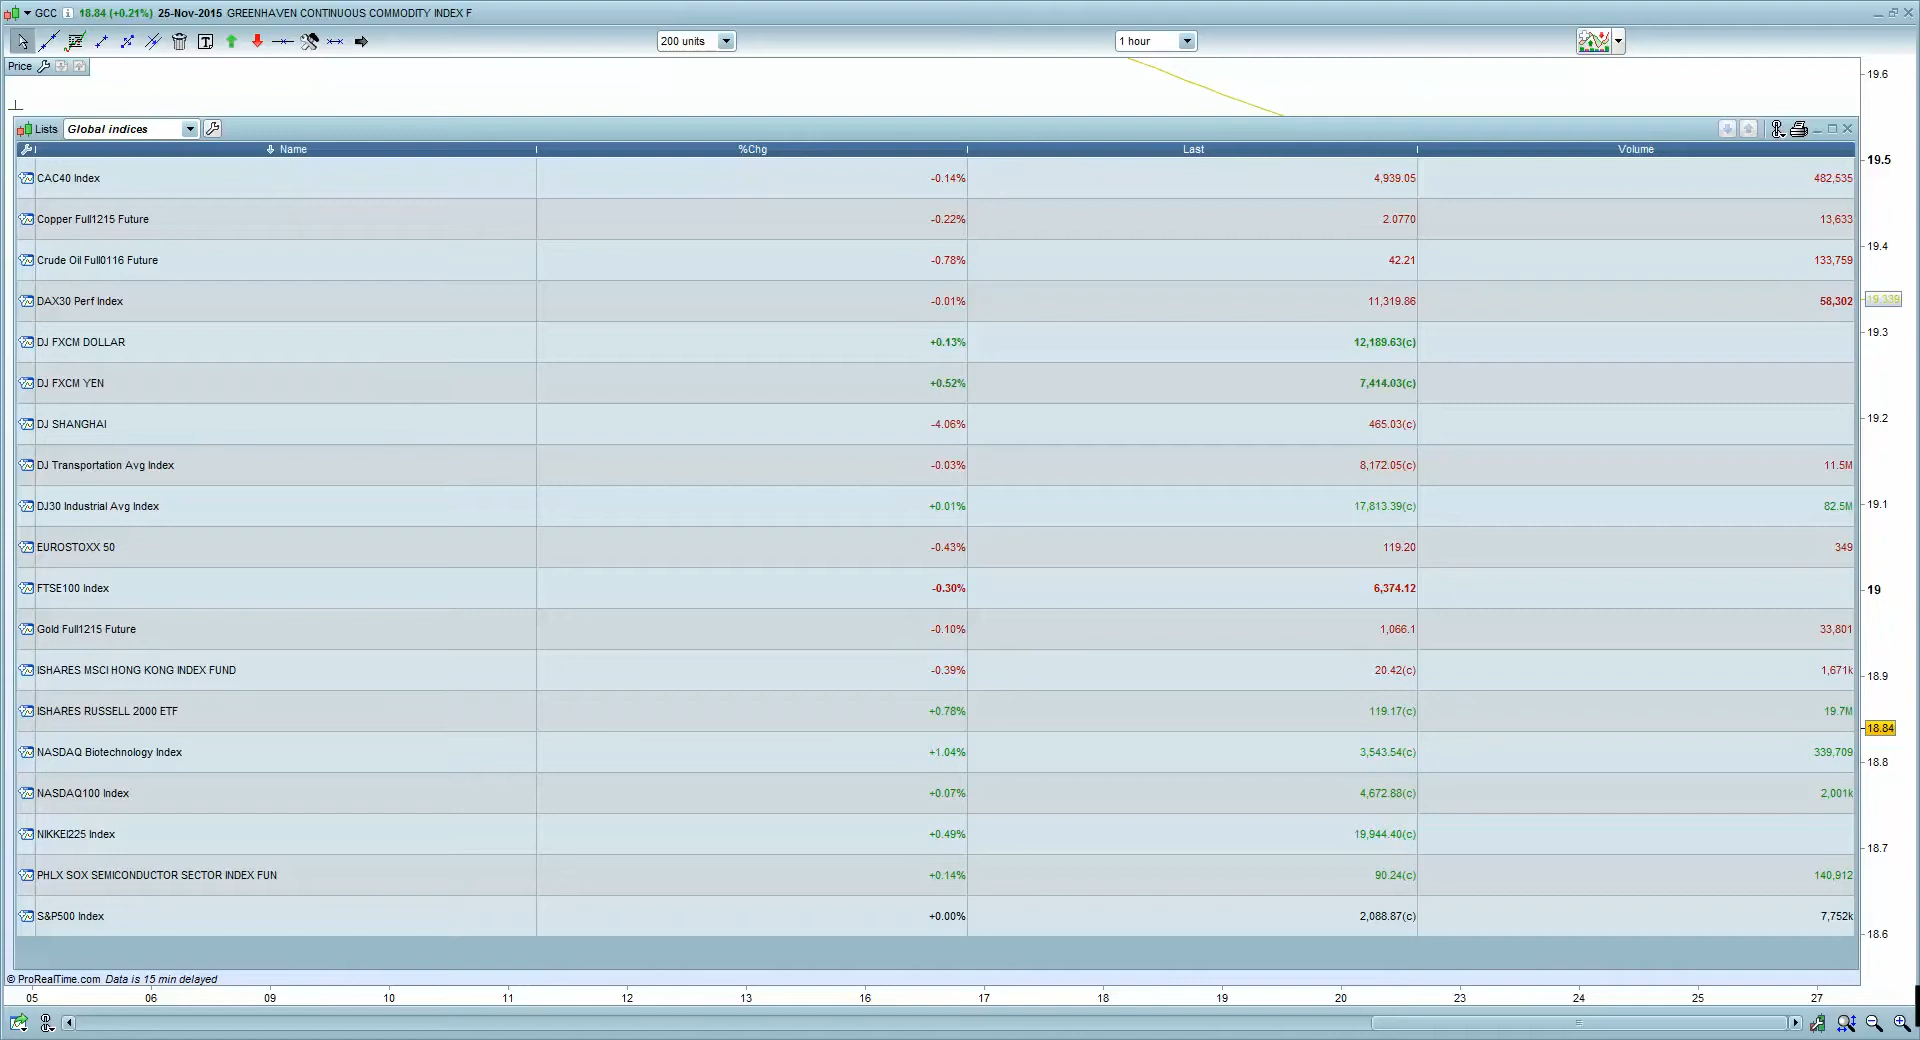 GCC 18.84 (+0.21%) 25-Nov-2015 GREENHAVEN CONTINUOUS COMMODITY INDEX F
200 units 1 hour
Price
19.6
Lists Global indices
Name %Chg Last Volume
19.5
CAC40 Index -0.14% 4,939.05 482,535
Copper Full1215 Future -0.22% 2.0770 13,633
19.4
Crude Oil Full0116 Future -0.78% 42.21 133,759
DAX30 Perf Index -0.01% 11,319.86 58,302 19.339
19.3
DJ FXCM DOLLAR +0.13% 12,189.63(c)
DJ FXCM YEN +0.52% 7,414.03(c)
19.2
DJ SHANGHAI -4.06% 465.03(c)
DJ Transportation Avg Index -0.03% 8,172.05(c) 11.5M
DJ30 Industrial Avg Index +0.01% 17,813.39(c) 82.5M 19.1
EUROSTOXX 50 -0.43% 119.20 349
FTSE100 Index -0.30% 6,374.12 19
Gold Full1215 Future -0.10% 1,066.1 33,801
ISHARES MSCI HONG KONG INDEX FUND -0.39% 20.42(c) 1,671k 18.9
ISHARES RUSSELL 2000 ETF +0.78% 119.17(c) 19.7M
18.84
NASDAQ Biotechnology Index +1.04% 3,543.54(c) 339,709
18.8
NASDAQ100 Index +0.07% 4,672.88(c) 2,001k
NIKKEI225 Index +0.49% 19,944.40(c)
18.7
PHLX SOX SEMICONDUCTOR SECTOR INDEX FUN +0.14% 90.24(c) 140,912
S&P500 Index +0.00% 2,088.87(c) 7,752k
18.6
© ProRealTime.com Data is 15 min delayed
05 06 09 10 11 12 13 16 17 18 19 20 23 24 25 27